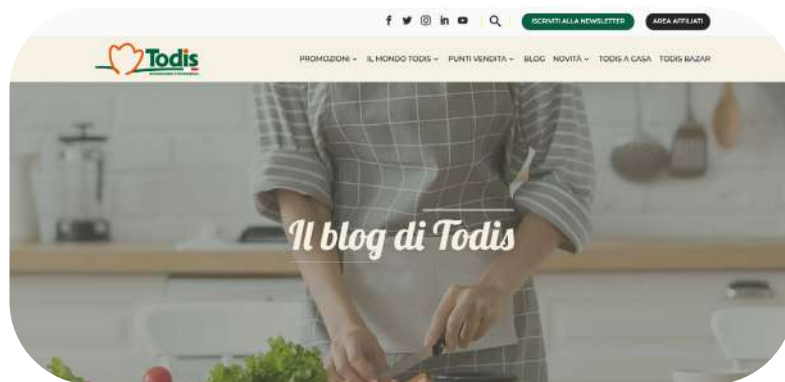 ISCRIVITI ALLA NEWSLETTER
AREA AFFILIATI
Todis
PROMOZIONI IL MONDO TODIS PUNTI VENDITA BLOG NOVITÀ TODIS A CASA TODIS BAZAR
Il blog di Todis